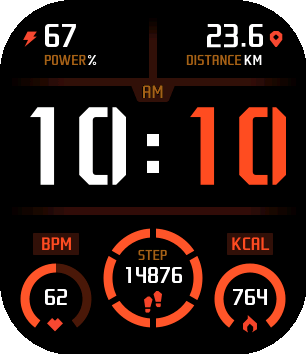 67 23.6
POWER% DISTANCE KM
AM
10:10
BPM STEP KCAL
62 14876 764